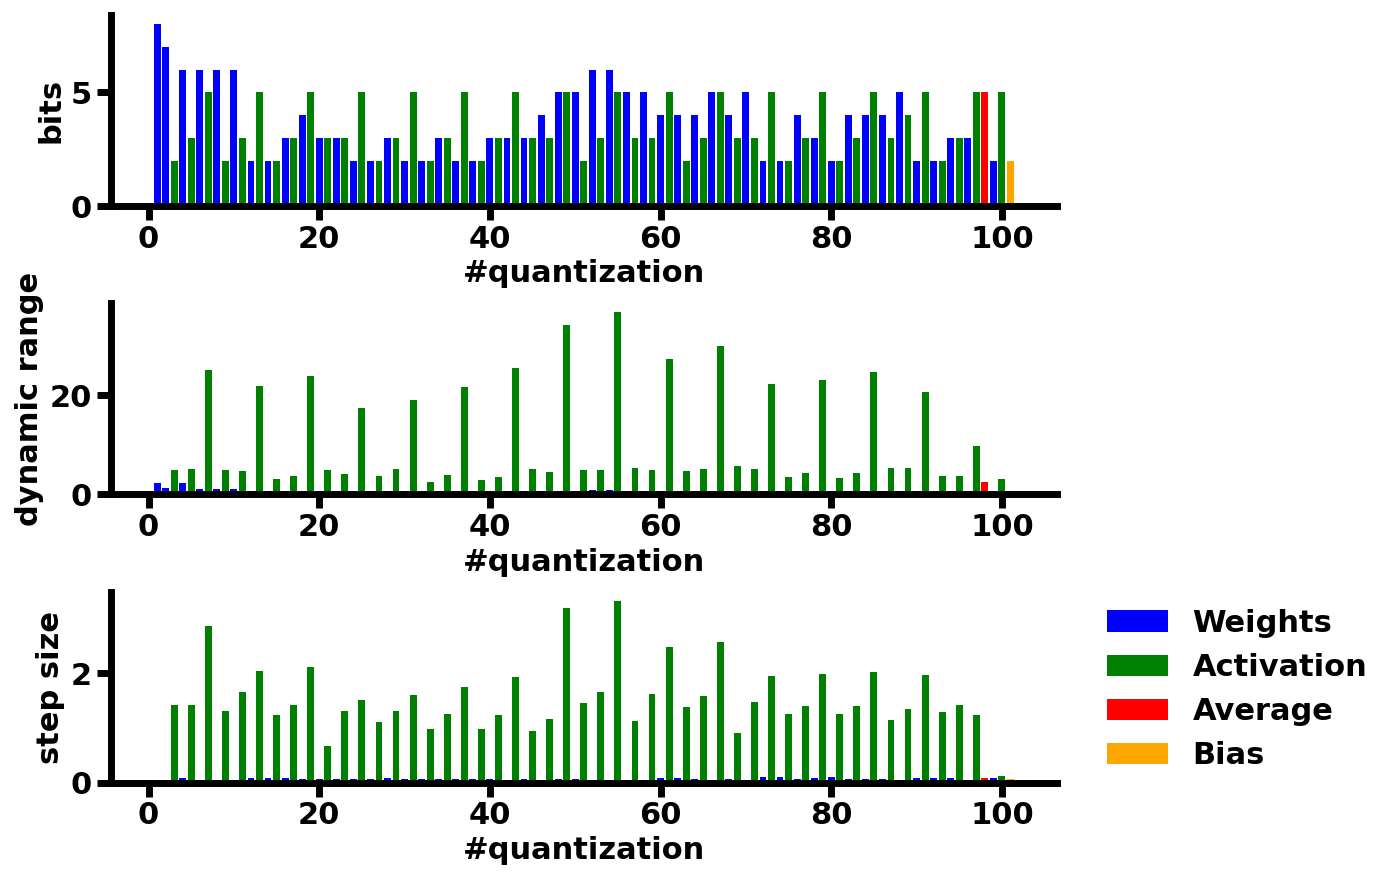 bits
5
0
0 20 40 60 80 100
#quantization
dynamic range
20
0
0 20 40 60 80 100
#quantization
step size
2
0
0 20 40 60 80 100
#quantization
Weights
Activation
Average
Bias